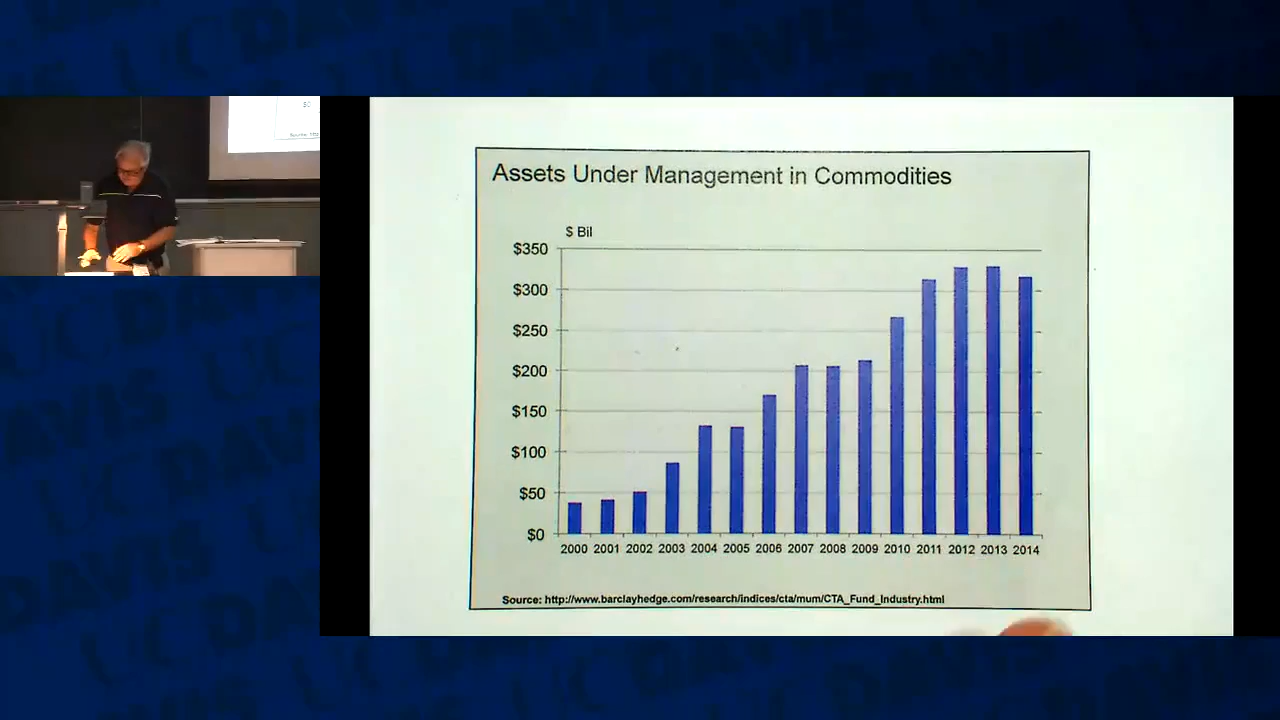 Assets Under Management in Commodities
$ Bil
$350
$300
$250
$200
$150
$100
$50
$0
2000 2001 2002 2003 2004 2005 2006 2007 2008 2009 2010 2011 2012 2013 2014
Source: http://www.barclayhedge.com/research/indices/cta/mum/CTA_Fund_Industry.html
UC DAVIS